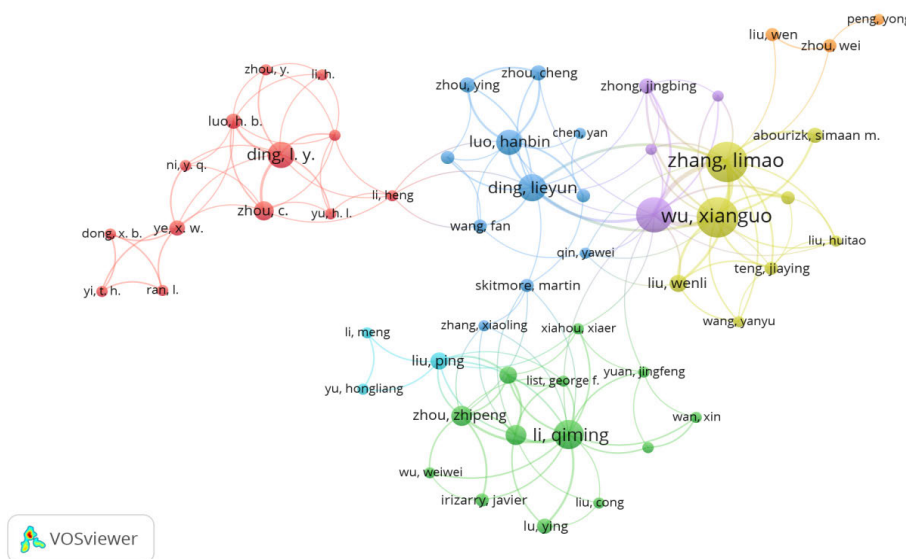 peng, yong
liu, wen
zhou, wei
zhou, y.
li, h.
zhou, cheng
zhou, ying
zhong, jingbing
luo, h. b.
chen, yan
abourizk, simaan m.
luo, hanbin
ding, l. y.
zhang, limao
ni, y. q.
ding, lieyun
li, heng
zhou, c.
yu, h. l.
wu, xianguo
wang, fan
ye, x. w.
dong, x. b.
liu, huitao
qin, yawei
teng, jiaying
liu, wenli
skitmore, martin
yi, t. h.
ran, l.
wang, yanyu
zhang, xiaoling
xiahou, xiaer
li, meng
liu, ping
yuan, jingfeng
list, george f.
yu, hongliang
zhou, zhipeng
wan, xin
li, qiming
wu, weiwei
irizarry, javier
liu, cong
lu, ying
VOSviewer